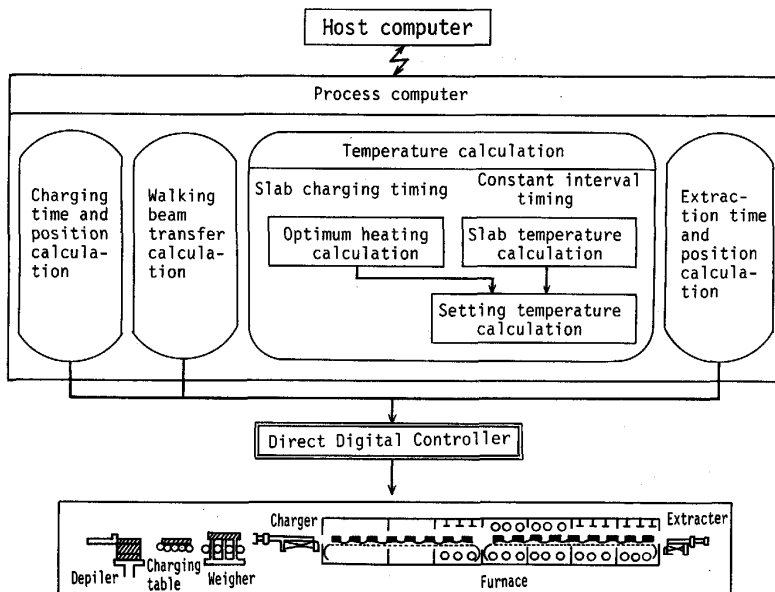 Host computer
Process computer
Charging
time and
position
calcula-
tion
Walking
beam
transfer
calcula-
tion
Temperature calculation
Slab charging timing
Constant interval
timing
Optimum heating
calculation
Slab temperature
calculation
Setting temperature
calculation
Extrac-
tion time
and
position
calcula-
tion
Direct Digital Controller
Charger
Extracter
Depiler
Charging
table
Weigher
Furnace